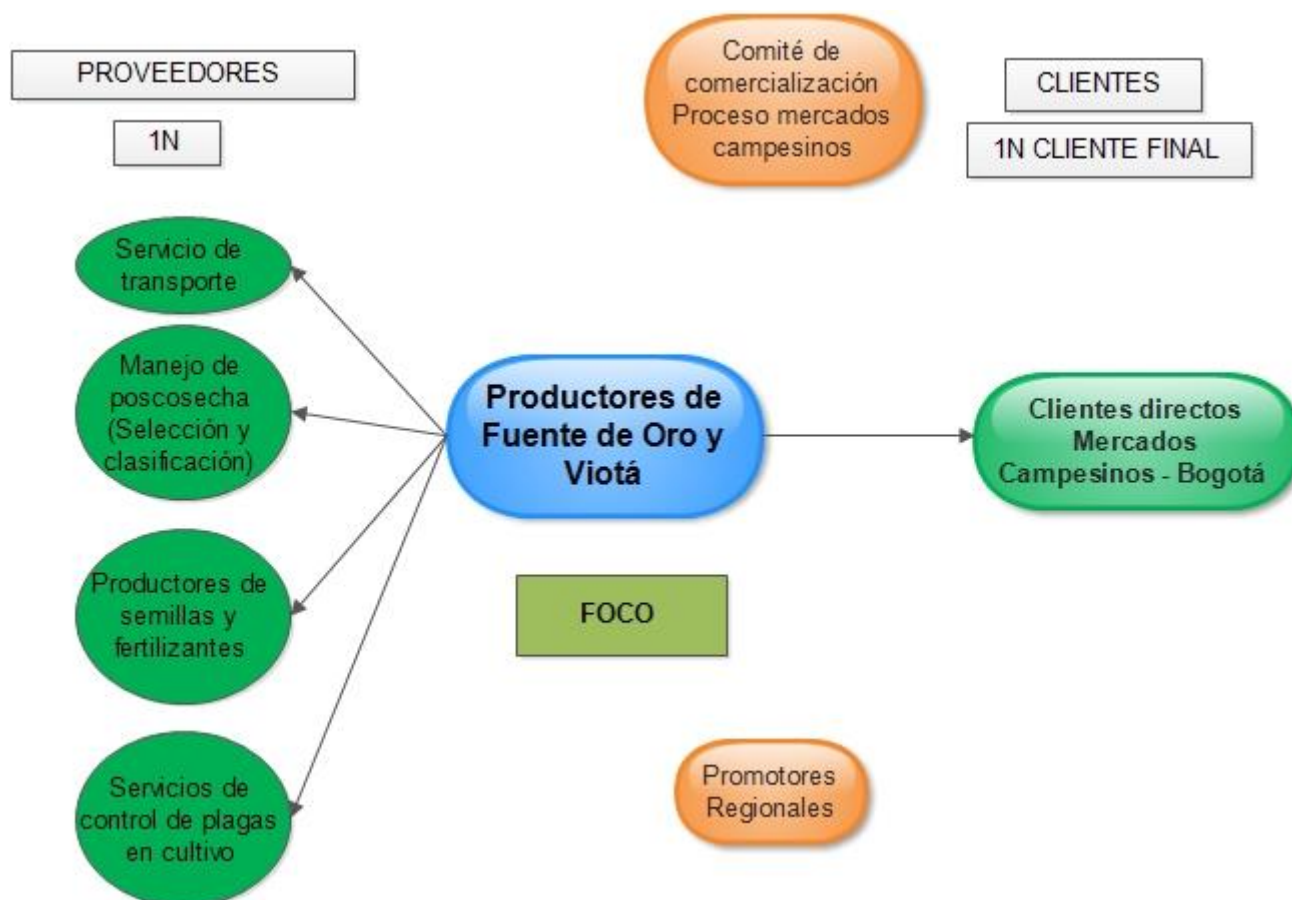 PROVEEDORES
1N
Comité de
comercialización
Proceso mercados
campesinos
CLIENTES
1N CLIENTE FINAL
Servicio de
transporte
Manejo de
poscosecha
(Selección y
clasificación)
Productores de
semillas y
fertilizantes
Servicios de
control de plagas
en cultivo
Productores de
Fuente de Oro y
Viotá
FOCO
Promotores
Regionales
Clientes directos
Mercados
Campesinos - Bogotá